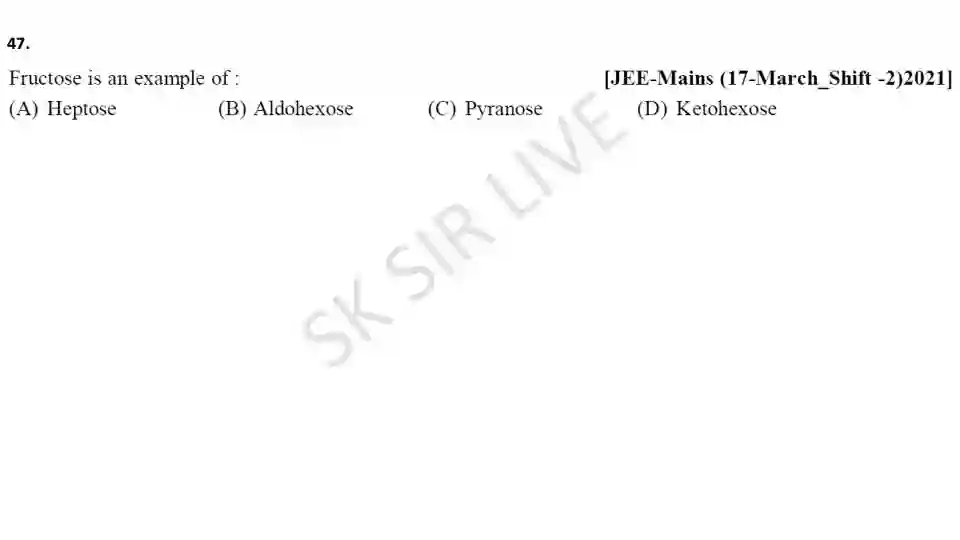 47.
Fructose is an example of : [JEE-Mains (17-March_Shift -2)2021]
(A) Heptose (B) Aldohexose (C) Pyranose (D) Ketohexose
SK SIR LIVE